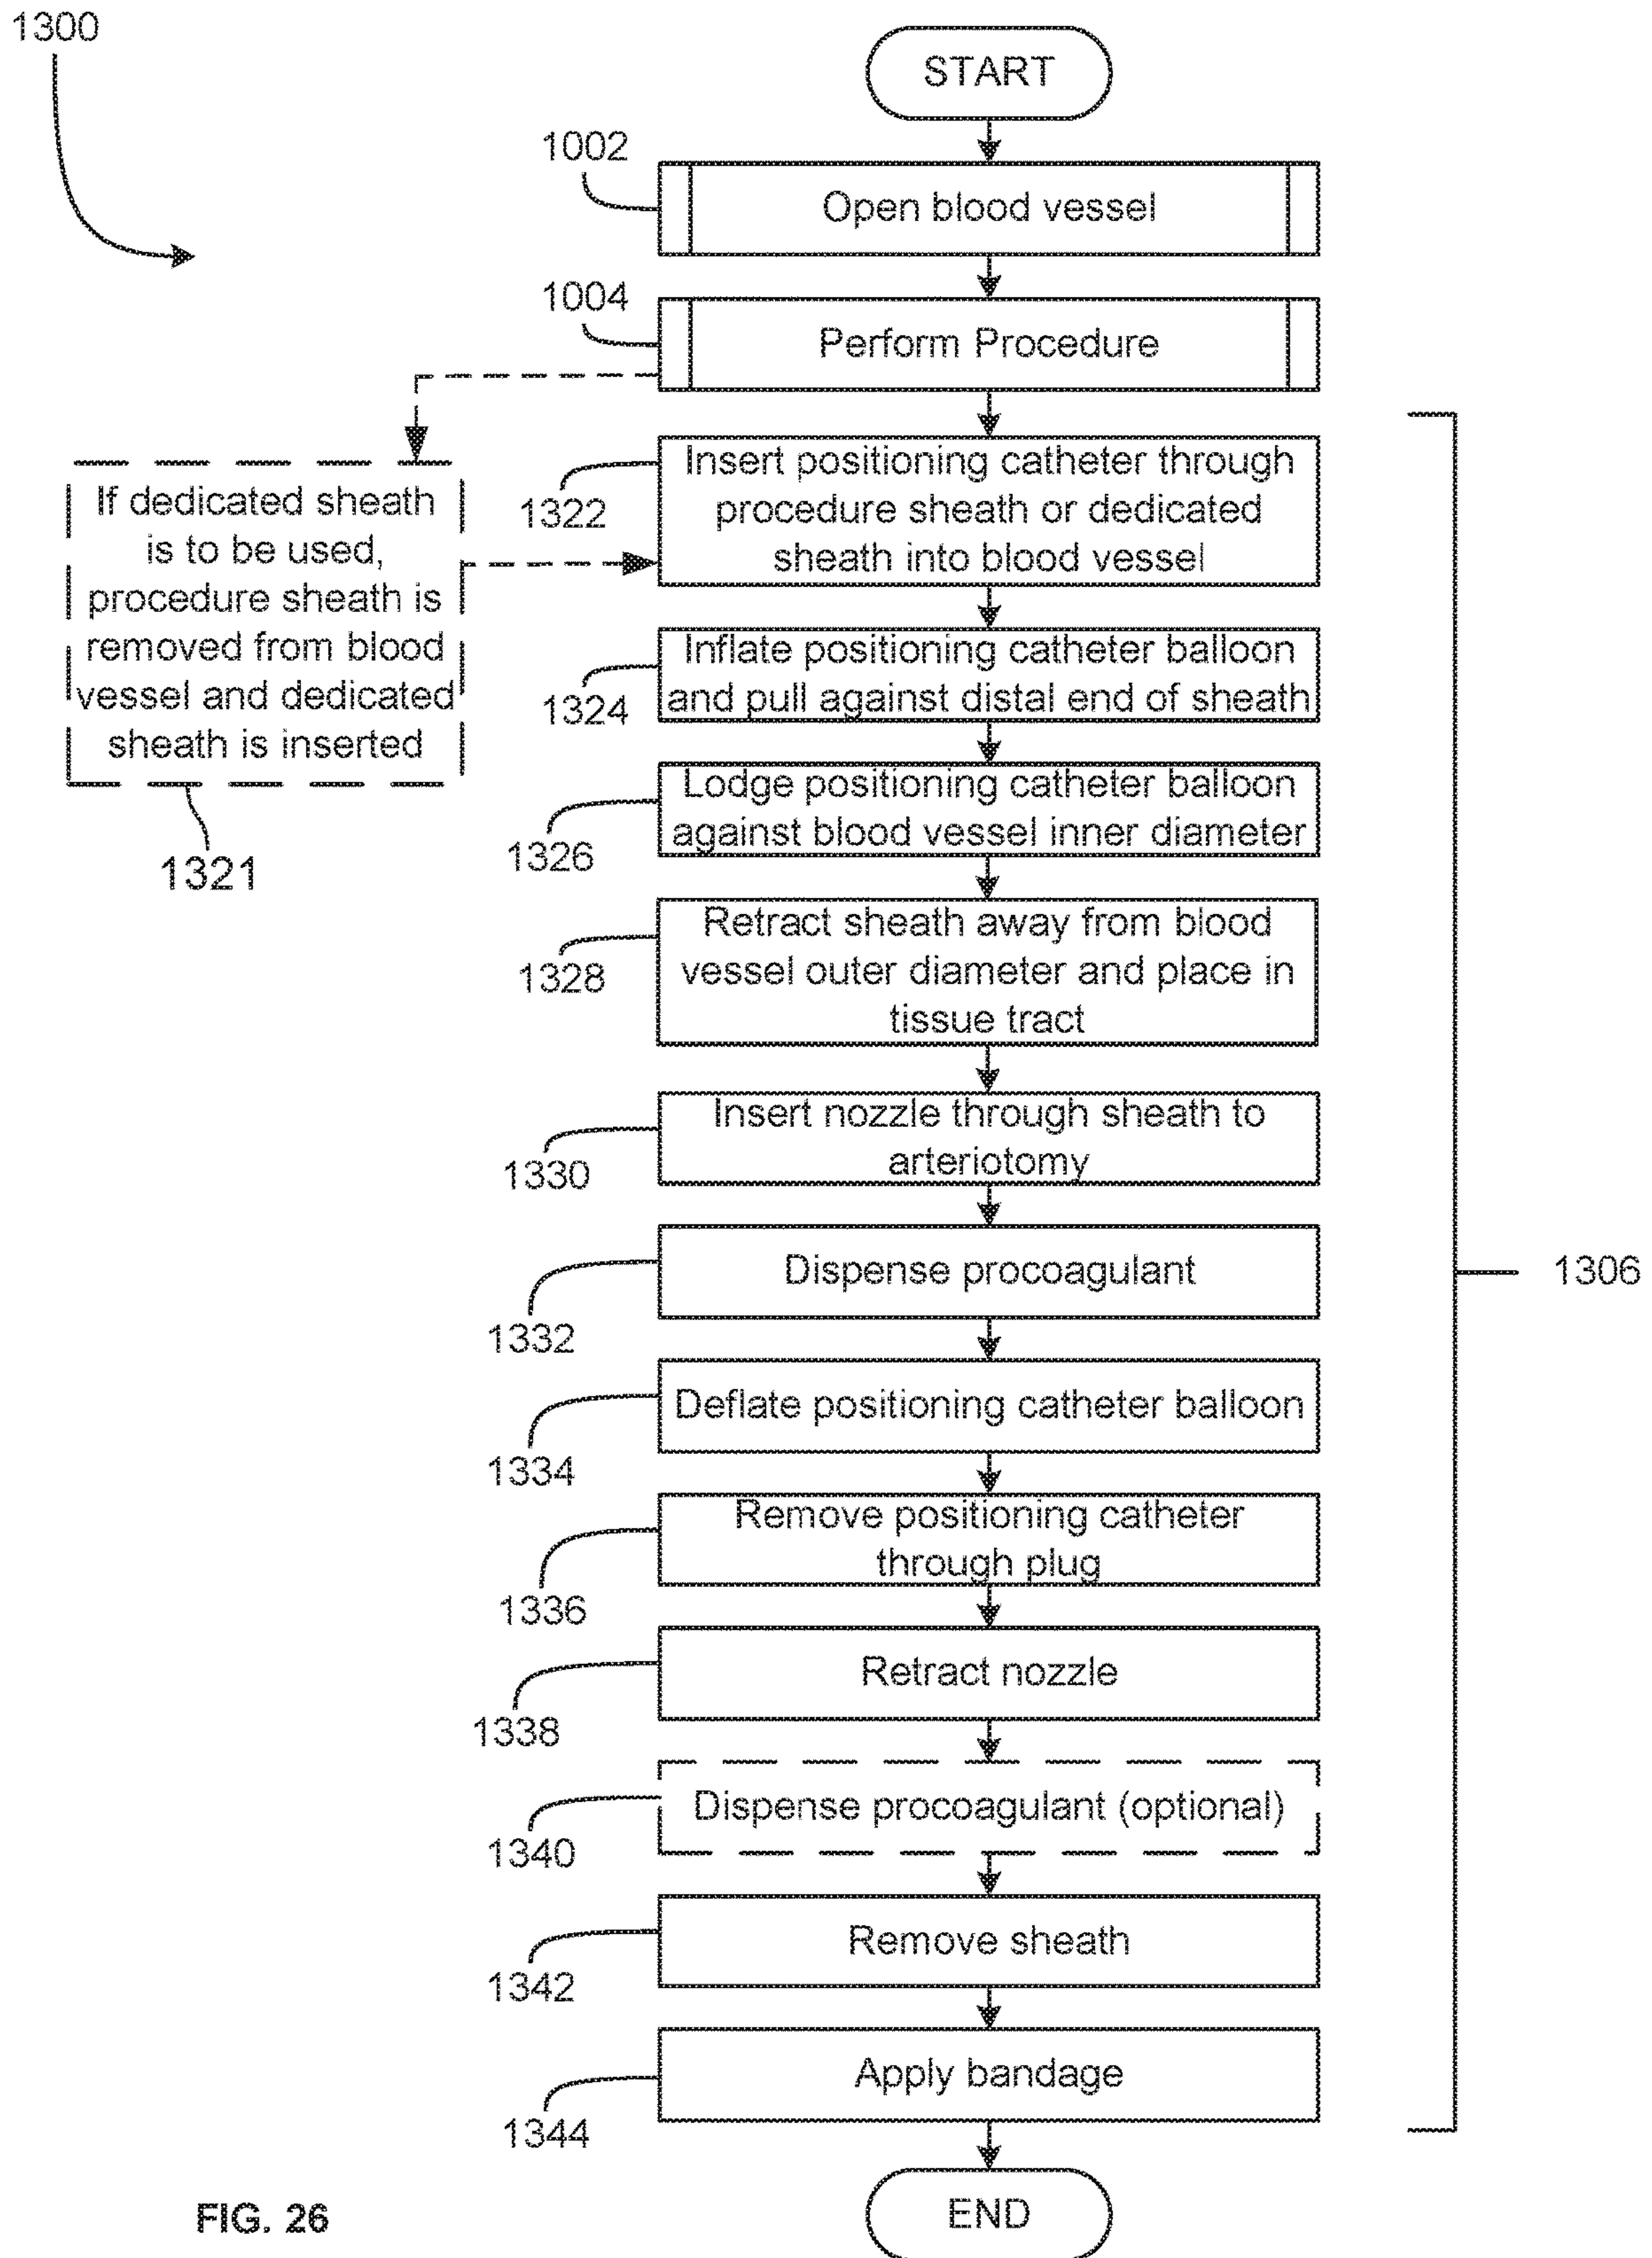 1300
START
1002
Open blood vessel
1004
Perform Procedure
If dedicated sheath
is to be used,
procedure sheath is
removed from blood
vessel and dedicated
sheath is inserted
1321
1322
Insert positioning catheter through
procedure sheath or dedicated
sheath into blood vessel
1324
Inflate positioning catheter balloon
and pull against distal end of sheath
1326
Lodge positioning catheter balloon
against blood vessel inner diameter
1328
Retract sheath away from blood
vessel outer diameter and place in
tissue tract
1330
Insert nozzle through sheath to
arteriotomy
1332
Dispense procoagulant
1306
1334
Deflate positioning catheter balloon
1336
Remove positioning catheter
through plug
1338
Retract nozzle
1340
Dispense procoagulant (optional)
1342
Remove sheath
1344
Apply bandage
END
FIG. 26